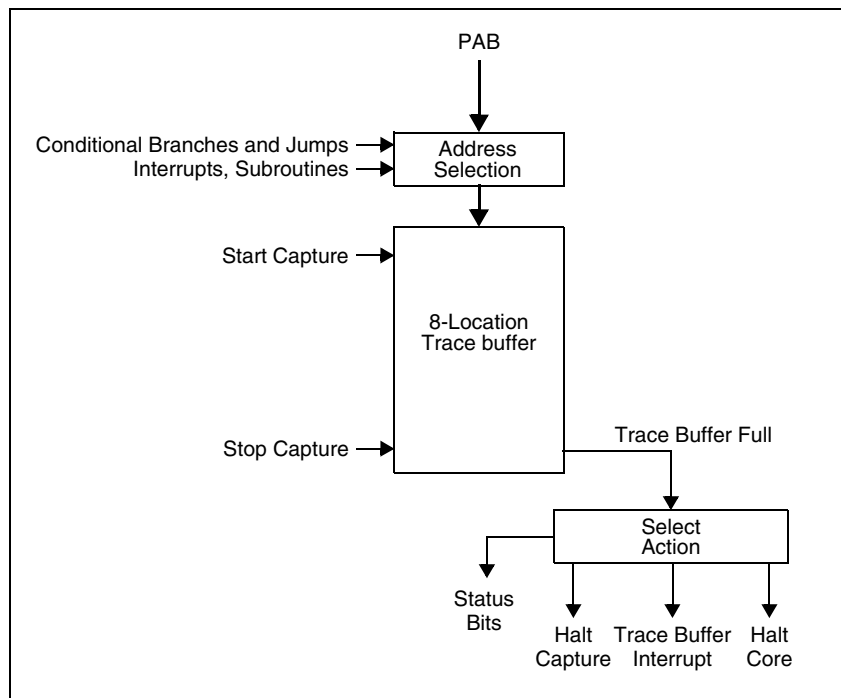 PAB
Conditional Branches and Jumps
Interrupts, Subroutines
Address
Selection
Start Capture
8-Location
Trace buffer
Stop Capture
Trace Buffer Full
Select
Action
Status
Bits
Halt
Capture
Trace Buffer
Interrupt
Halt
Core